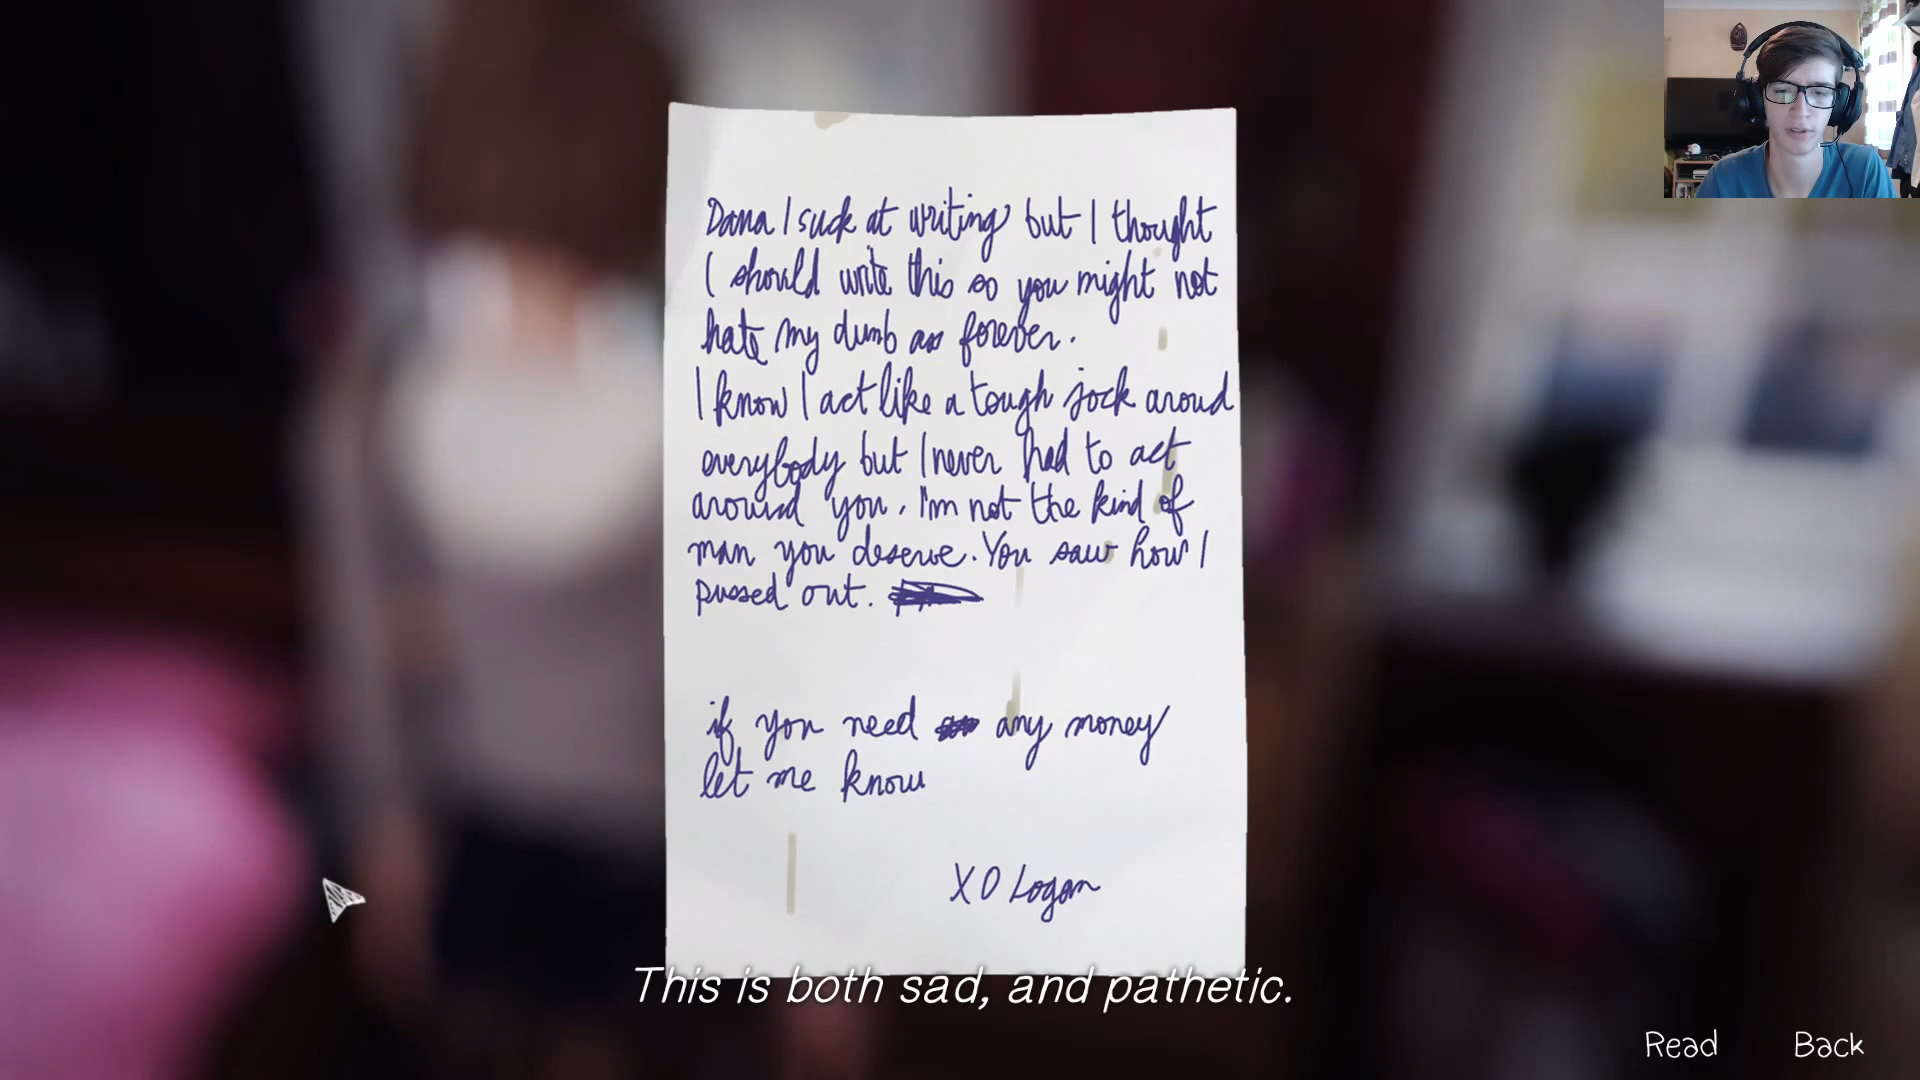 Dana I suck at writing but I thought
I should write this so you might not
hate my dumb ass forever.
I know I act like a tough jock aroud
everybody but I never had to act
around you. I'm not the kind of
man you deserve. You saw how I
pussed out.
if you need any money
let me know
XO Logan
This is both sad, and pathetic.
Read
Back